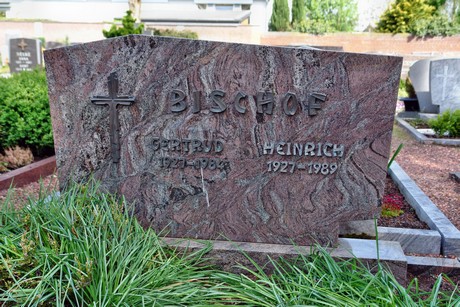 BISCHOF
GERTRUD HEINRICH
1927-1989